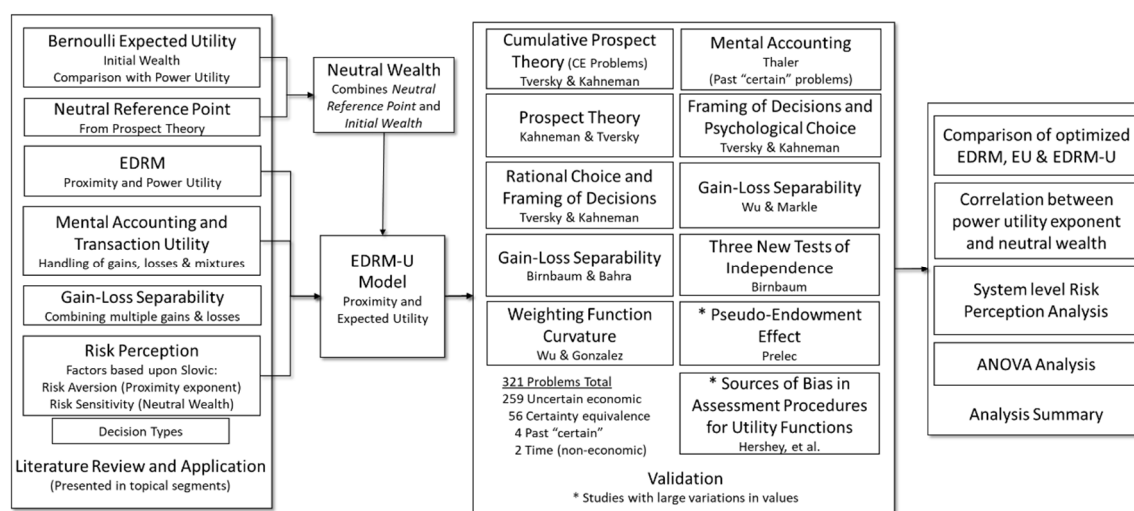 Bernoulli Expected Utility
Initial Wealth
Comparison with Power Utility
Neutral Reference Point
From Prospect Theory
EDRM
Proximity and Power Utility
Mental Accounting and
Transaction Utility
Handling of gains, losses & mixtures
Gain-Loss Separability
Combining multiple gains & losses
Risk Perception
Factors based upon Slovic:
Risk Aversion (Proximity exponent)
Risk Sensitivity (Neutral Wealth)
Decision Types
Literature Review and Application
(Presented in topical segments)
Neutral Wealth
Combines Neutral
Reference Point and
Initial Wealth
EDRM-U
Model
Proximity and
Expected Utility
Cumulative Prospect
Theory (CE Problems)
Tversky & Kahneman
Prospect Theory
Kahneman & Tversky
Rational Choice and
Framing of Decisions
Tversky & Kahneman
Gain-Loss Separability
Birnbaum & Bahra
Weighting Function
Curvature
Wu & Gonzalez
321 Problems Total
259 Uncertain economic
56 Certainty equivalence
4 Past “certain”
2 Time (non-economic)
Mental Accounting
Thaler
(Past “certain” problems)
Framing of Decisions and
Psychological Choice
Tversky & Kahneman
Gain-Loss Separability
Wu & Markle
Three New Tests of
Independence
Birnbaum
* Pseudo-Endowment
Effect
Prelec
* Sources of Bias in
Assessment Procedures
for Utility Functions
Hershey, et al.
Validation
* Studies with large variations in values
Comparison of optimized
EDRM, EU & EDRM-U
Correlation between
power utility exponent
and neutral wealth
System level Risk
Perception Analysis
ANOVA Analysis
Analysis Summary